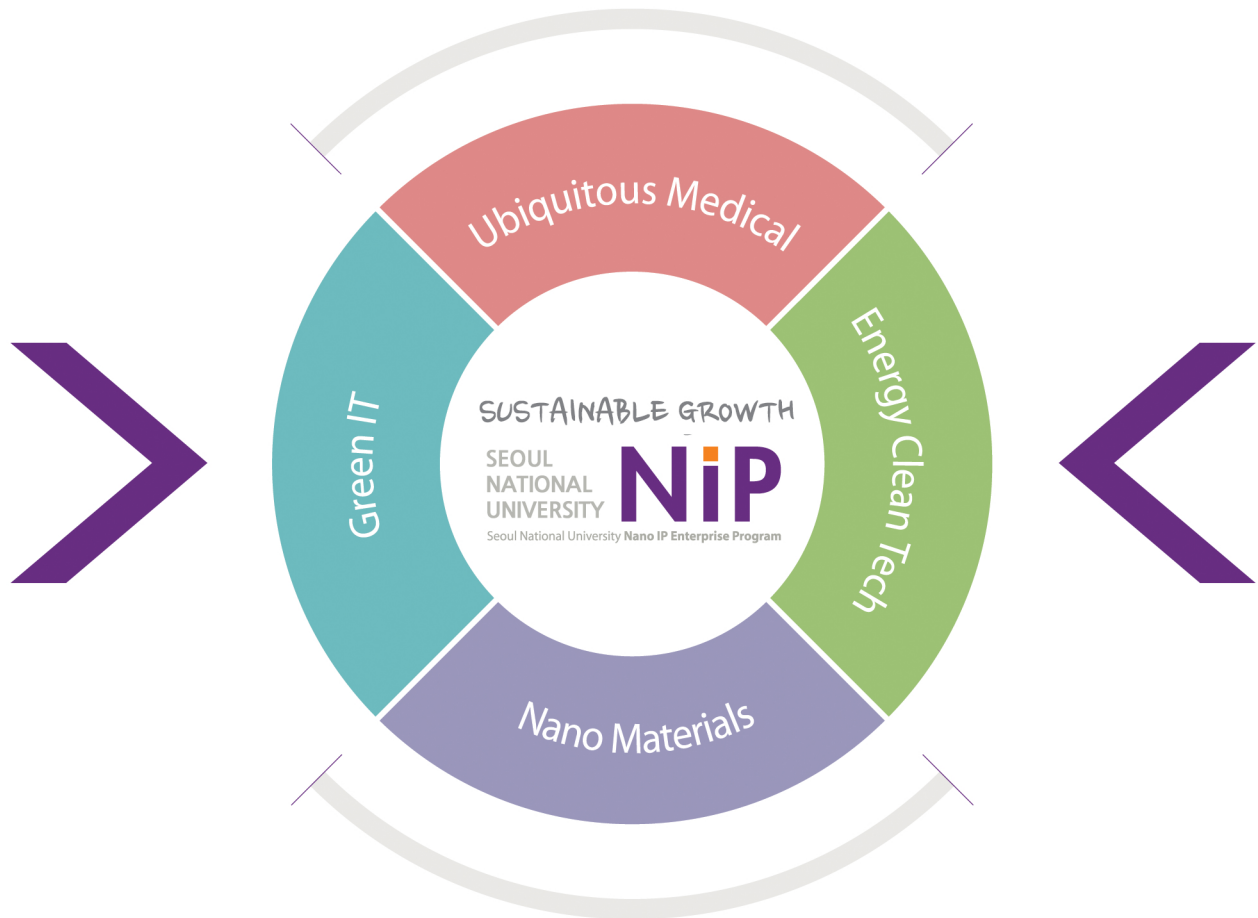 Ubiquitous Medical
Green IT
Energy Clean Tech
SUSTAINABLE GROWTH
SEOUL
NATIONAL
UNIVERSITY
NiP
Seoul National University Nano IP Enterprise Program
Nano Materials